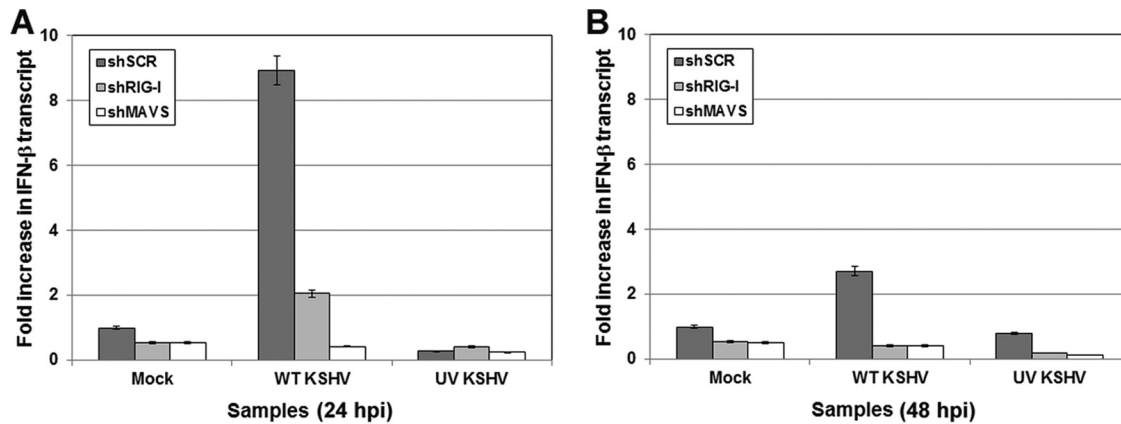 A
Fold increase in IFN-β transcript
10
8
6
4
2
0
shSCR
shRIG-I
shMAVS
Mock
WT KSHV
UV KSHV
Samples (24 hpi)
B
Fold increase in IFN-β transcript
10
8
6
4
2
0
shSCR
shRIG-I
shMAVS
Mock
WT KSHV
UV KSHV
Samples (48 hpi)